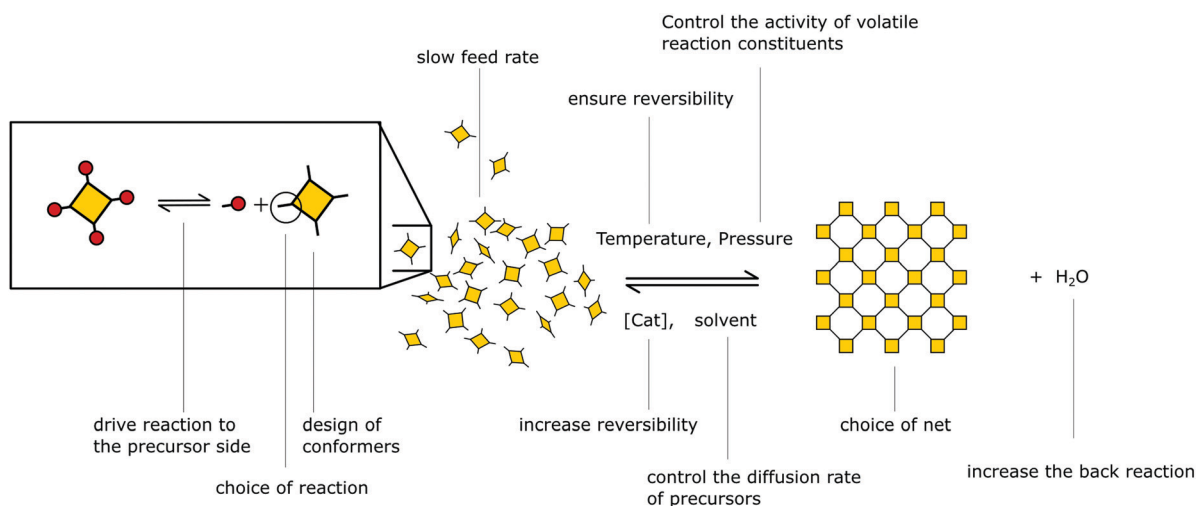 Control the activity of volatile
reaction constituents
slow feed rate
ensure reversibility
+
Temperature, Pressure
[Cat], solvent
+ H₂O
drive reaction to
the precursor side
design of
conformers
choice of reaction
increase reversibility
control the diffusion rate
of precursors
choice of net
increase the back reaction